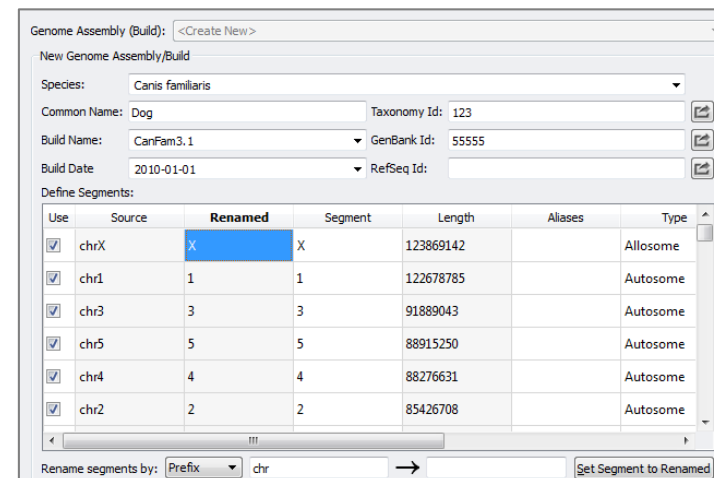 Genome Assembly (Build): <Create New>
New Genome Assembly/Build
Species: Canis familiaris
Common Name: Dog Taxonomy Id: 123
Build Name: CanFam3.1 GenBank Id: 55555
Build Date 2010-01-01 RefSeq Id:
Define Segments:
Use Source Renamed Segment Length Aliases Type
chrX X X 123869142 Allosome
chr1 1 1 122678785 Autosome
chr3 3 3 91889043 Autosome
chr5 5 5 88915250 Autosome
chr4 4 4 88276631 Autosome
chr2 2 2 85426708 Autosome
Rename segments by: Prefix chr → Set Segment to Renamed